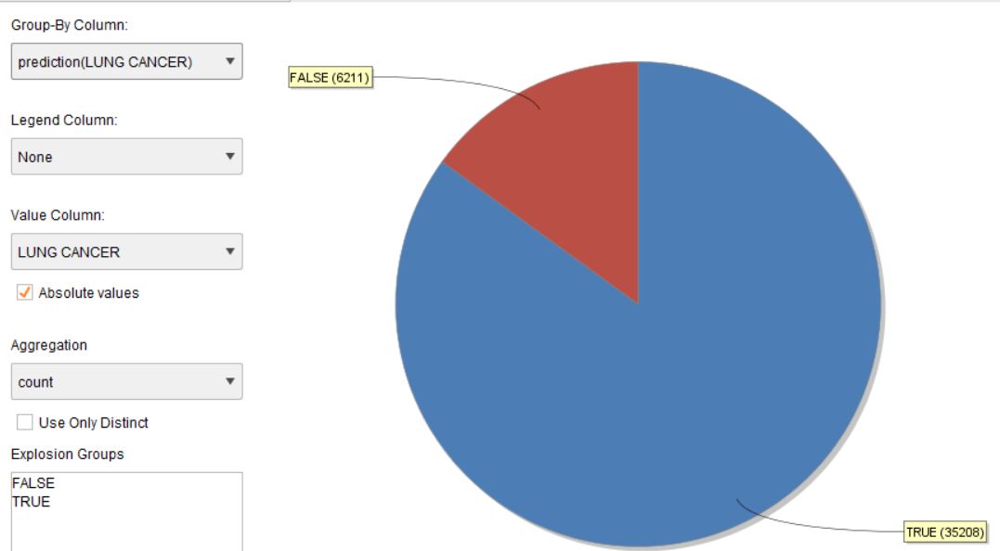 Group-By Column:
prediction(LUNG CANCER)
Legend Column:
None
Value Column:
LUNG CANCER
Absolute values
Aggregation
count
Use Only Distinct
Explosion Groups
FALSE
TRUE
FALSE (6211)
TRUE (35208)